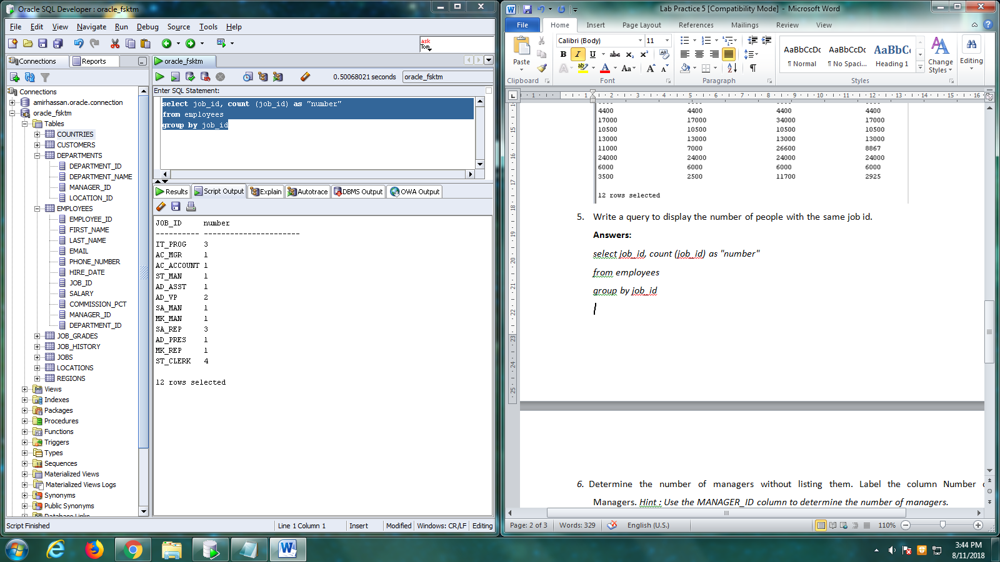 Oracle SQL Developer : oracle_fsktm
File Edit View Navigate Run Debug Source Tools Help
ask
Tom
Connections Reports
Connections
amirhassan.oracle.connection
oracle_fsktm
Tables
COUNTRIES
CUSTOMERS
DEPARTMENTS
DEPARTMENT_ID
DEPARTMENT_NAME
MANAGER_ID
LOCATION_ID
EMPLOYEES
EMPLOYEE_ID
FIRST_NAME
LAST_NAME
EMAIL
PHONE_NUMBER
HIRE_DATE
JOB_ID
SALARY
COMMISSION_PCT
MANAGER_ID
DEPARTMENT_ID
JOB_GRADES
JOB_HISTORY
JOBS
LOCATIONS
REGIONS
Views
Indexes
Packages
Procedures
Functions
Triggers
Types
Sequences
Materialized Views
Materialized Views Logs
Synonyms
Public Synonyms
Database Links
oracle_fsktm
0.50068021 seconds oracle_fsktm
Enter SQL Statement:
select job_id, count (job_id) as "number"
from employees
group by job_id
Results Script Output Explain Autotrace DBMS Output OWA Output
JOB_ID number
---------- ----------------------
IT_PROG 3
AC_MGR 1
AC_ACCOUNT 1
ST_MAN 1
AD_ASST 1
AD_VP 2
SA_MAN 1
MK_MAN 1
SA_REP 3
AD_PRES 1
MK_REP 1
ST_CLERK 4
12 rows selected
Script Finished Line 1 Column 1 Insert Modified Windows: CR/LF Editing
Lab Practice 5 [Compatibility Mode] - Microsoft Word
File Home Insert Page Layout References Mailings Review View
Paste
Clipboard
Calibri (Body) 11
Font
Paragraph
AaBbCcDc AaBbCcDc AaBbCc
¶ Normal ¶ No Spaci... Heading 1
Change Styles
Styles
Editing
4400 4400 4400 4400
17000 17000 34000 17000
10500 10500 10500 10500
13000 13000 13000 13000
11000 7000 26600 8867
24000 24000 24000 24000
6000 6000 6000 6000
3500 2500 11700 2925
12 rows selected
5. Write a query to display the number of people with the same job id.
Answers:
select job_id, count (job_id) as "number"
from employees
group by job_id
6. Determine the number of managers without listing them. Label the column Number
Managers. Hint : Use the MANAGER_ID column to determine the number of managers.
Page: 2 of 3 Words: 329 English (U.S.) 110%
3:44 PM
8/11/2018